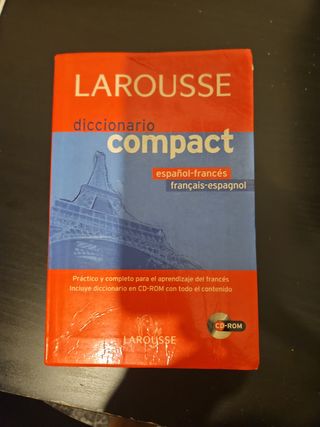 LAROUSSE
diccionario
compact
español-francés
français-espagnol
Práctico y completo para el aprendizaje del francés
Incluye diccionario en CD-ROM con todo el contenido
CD-ROM
LAROUSSE